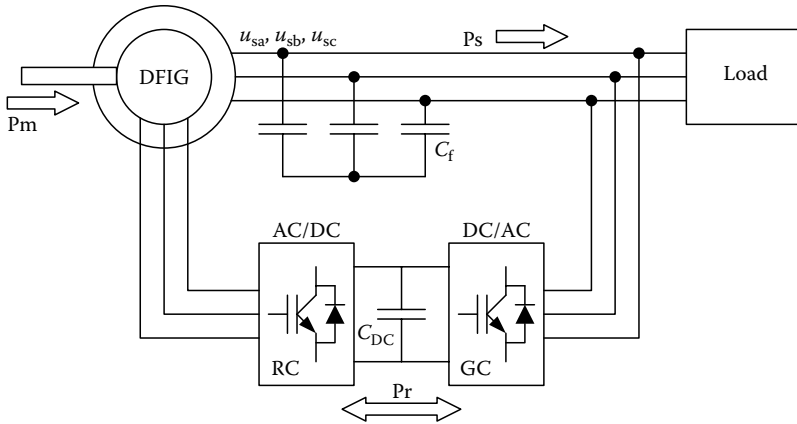 u_sa, u_sb, u_sc
Ps
DFIG
Load
Pm
C_f
AC/DC
DC/AC
C_DC
RC
GC
Pr